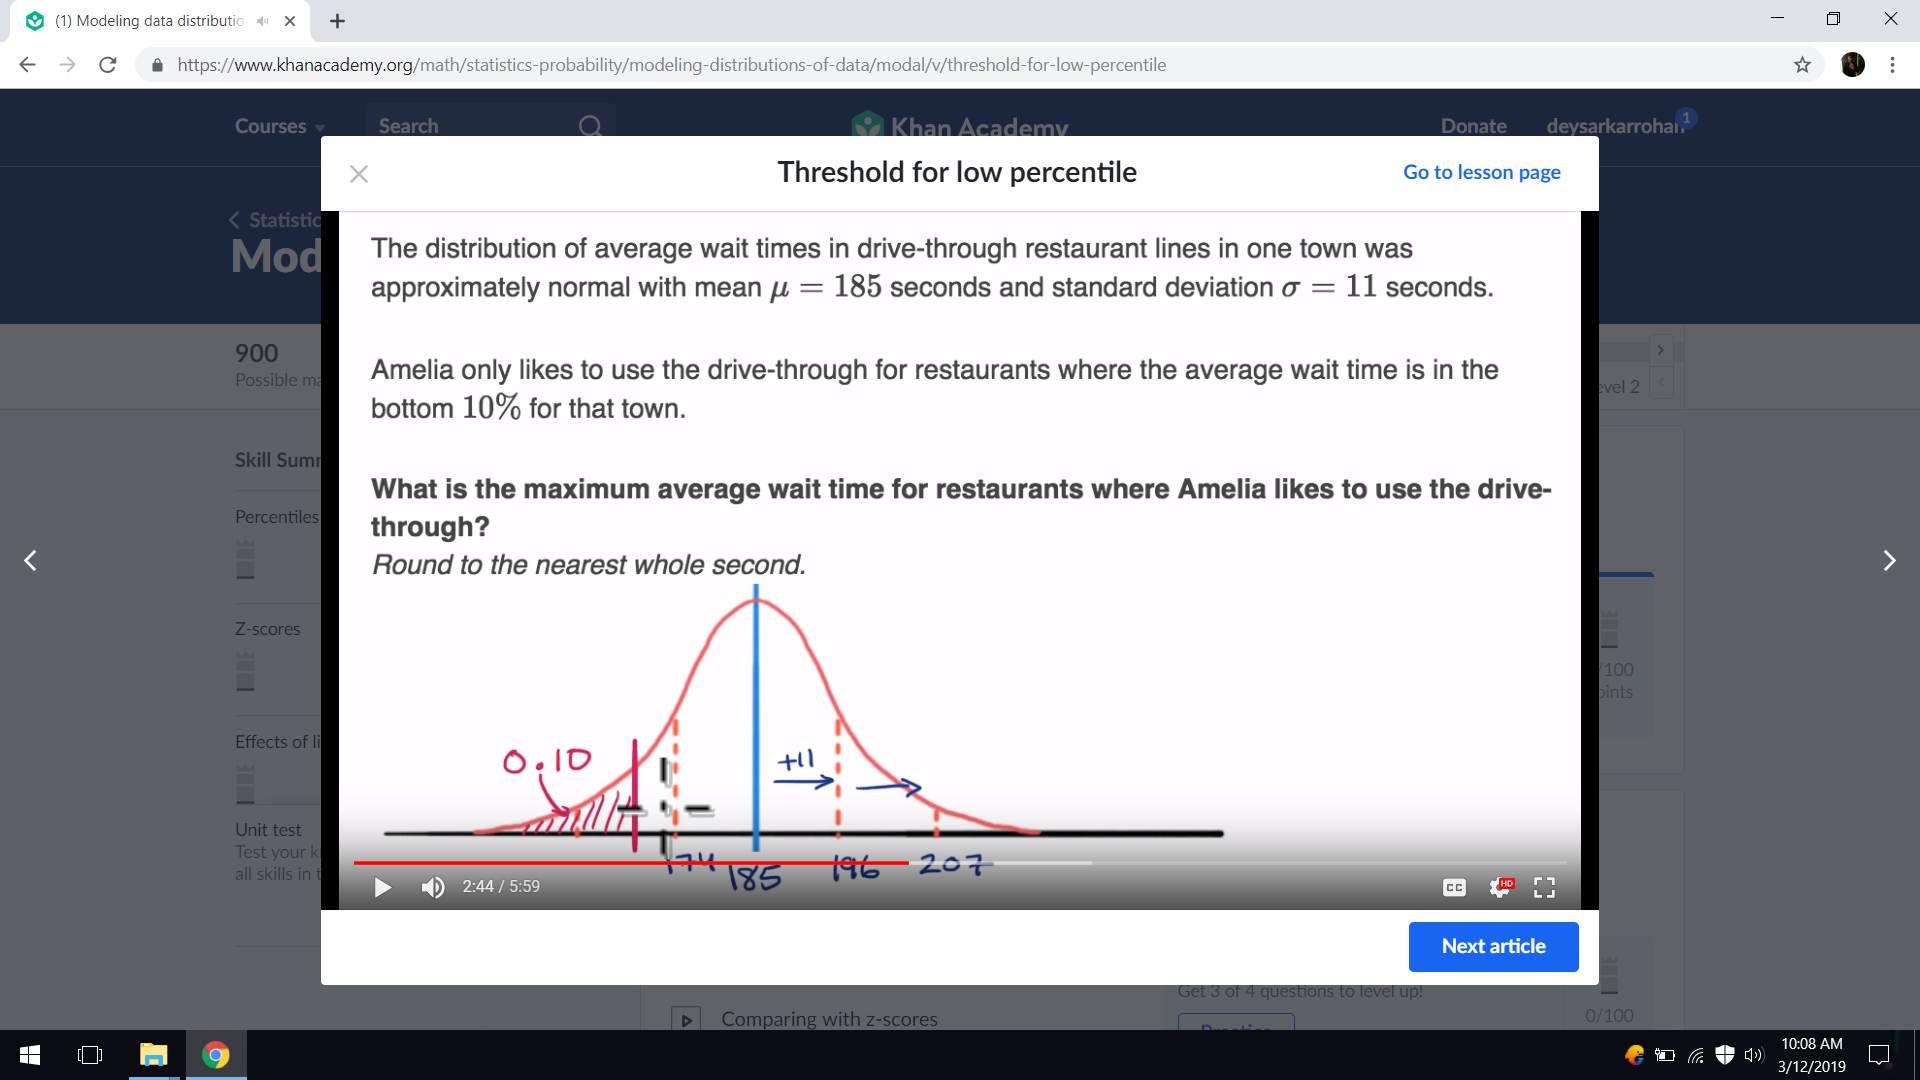 (1) Modeling data distributio
https://www.khanacademy.org/math/statistics-probability/modeling-distributions-of-data/modal/v/threshold-for-low-percentile
Courses
Search
Khan Academy
Donate
deysarkarrohan
1
Threshold for low percentile
Go to lesson page
Statistic
Mod
The distribution of average wait times in drive-through restaurant lines in one town was
approximately normal with mean μ = 185 seconds and standard deviation σ = 11 seconds.
Amelia only likes to use the drive-through for restaurants where the average wait time is in the
bottom 10% for that town.
What is the maximum average wait time for restaurants where Amelia likes to use the drive-
through?
Round to the nearest whole second.
900
Possible ma
evel 2
Skill Summ
Percentiles
Z-scores
Effects of li
Unit test
Test your k
all skills in t
/100
oints
0.10
+11
174 185 196 207
2:44 / 5:59
CC
HD
Next article
Get 3 of 4 questions to level up!
Comparing with z-scores
Practice
0/100
10:08 AM
3/12/2019